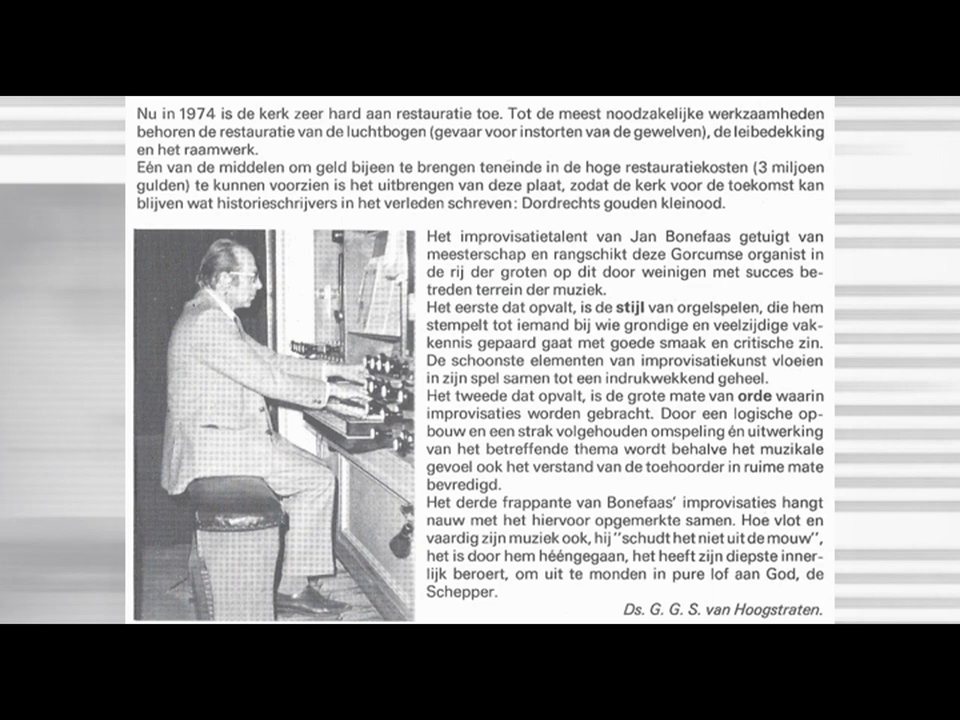 Nu in 1974 is de kerk zeer hard aan restauratie toe. Tot de meest noodzakelijke werkzaamheden
behoren de restauratie van de luchtbogen (gevaar voor instorten van de gewelven), de leibedekking
en het raamwerk.
Eén van de middelen om geld bijeen te brengen teneinde in de hoge restauratiekosten (3 miljoen
gulden) te kunnen voorzien is het uitbrengen van deze plaat, zodat de kerk voor de toekomst kan
blijven wat historieschrijvers in het verleden schreven: Dordrechts gouden kleinood.
Het improvisatietalent van Jan Bonefaas getuigt van
meesterschap en rangschikt deze Gorcumse organist in
de rij der groten op dit door weinigen met succes be-
treden terrein der muziek.
Het eerste dat opvalt, is de stijl van orgelspelen, die hem
stempelt tot iemand bij wie grondige en veelzijdige vak-
kennis gepaard gaat met goede smaak en critische zin.
De schoonste elementen van improvisatiekunst vloeien
in zijn spel samen tot een indrukwekkend geheel.
Het tweede dat opvalt, is de grote mate van orde waarin
improvisaties worden gebracht. Door een logische op-
bouw en een strak volgehouden omspeling én uitwerking
van het betreffende thema wordt behalve het muzikale
gevoel ook het verstand van de toehoorder in ruime mate
bevredigd.
Het derde frappante van Bonefaas' improvisaties hangt
nauw met het hiervoor opgemerkte samen. Hoe vlot en
vaardig zijn muziek ook, hij "schudt het niet uit de mouw",
het is door hem hééngegaan, het heeft zijn diepste inner-
lijk beroert, om uit te monden in pure lof aan God, de
Schepper.
Ds. G. G. S. van Hoogstraten.